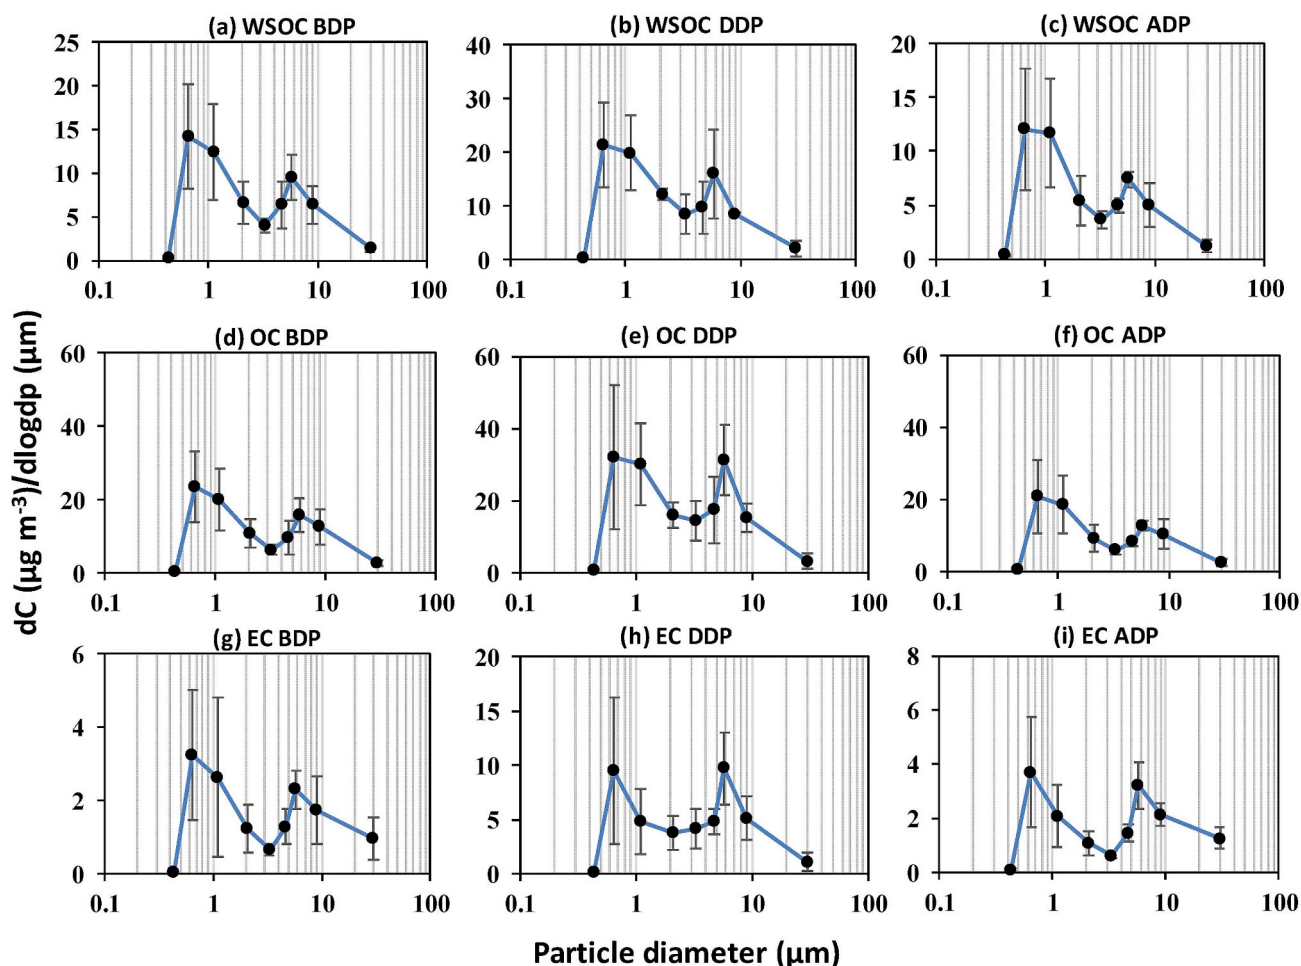 (a) WSOC BDP
(b) WSOC DDP
(c) WSOC ADP
25
20
15
10
5
0
0.1 1 10 100
40
30
20
10
0
0.1 1 10 100
20
15
10
5
0
0.1 1 10 100
(d) OC BDP
(e) OC DDP
(f) OC ADP
60
40
20
0
0.1 1 10 100
60
40
20
0
0.1 1 10 100
60
40
20
0
0.1 1 10 100
(g) EC BDP
(h) EC DDP
(i) EC ADP
6
4
2
0
0.1 1 10 100
20
15
10
5
0
0.1 1 10 100
8
6
4
2
0
0.1 1 10 100
dC (μg m⁻³)/dlogdp (μm)
Particle diameter (μm)